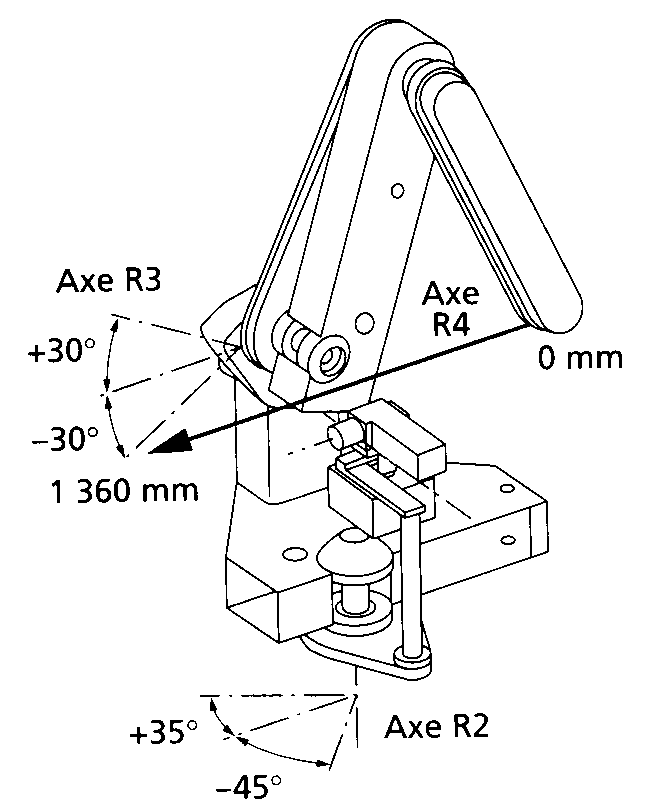 Axe R3
Axe
R4
+30°
0 mm
–30°
1 360 mm
+35°
Axe R2
–45°